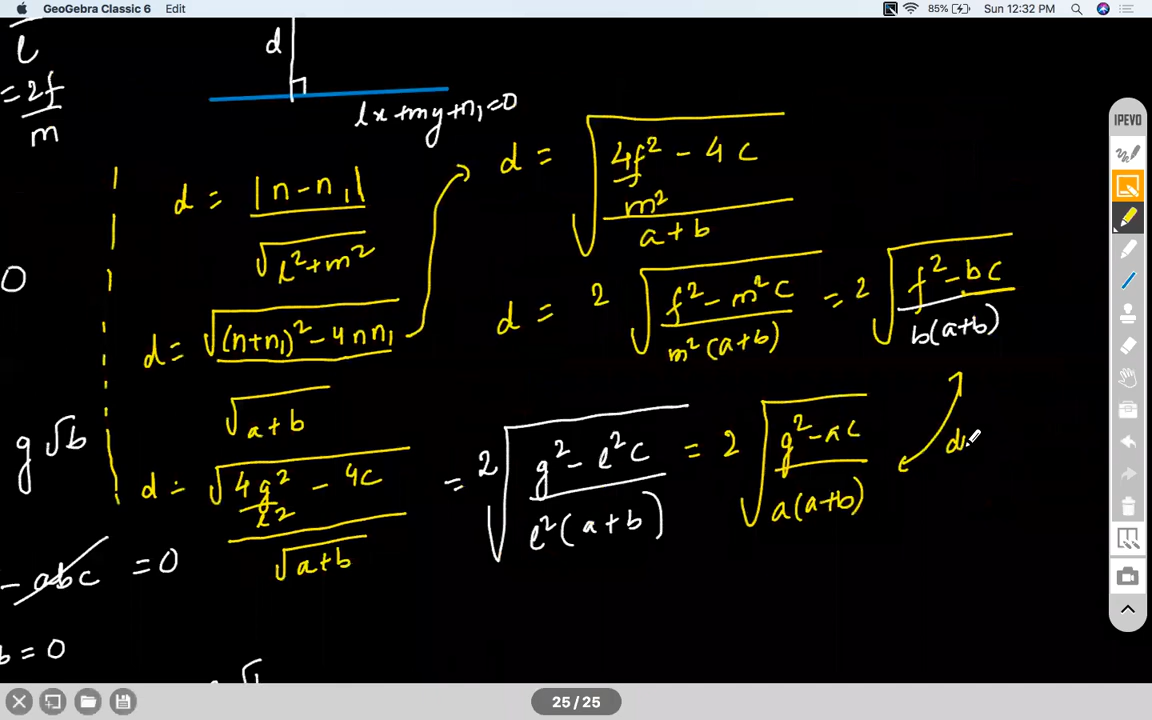 GeoGebra Classic 6 Edit 85% Sun 12:32 PM
l
= 2f/m
d
lx + my + n₁ = 0
IPEVO
d = |n - n₁| / √(l² + m²)
d = √(4f²/m² - 4c / a + b)
0
d = √((n + n₁)² - 4nn₁) / √(a + b)
d = 2 √(f² - m²c / m²(a + b)) = 2 √(f² - bc / b(a + b))
g√b
d = √(4g²/l² - 4c) / √(a + b)
= 2 √(g² - l²c / l²(a + b)) = 2 √(g² - ac / a(a + b))
- abc = 0
b = 0
25 / 25